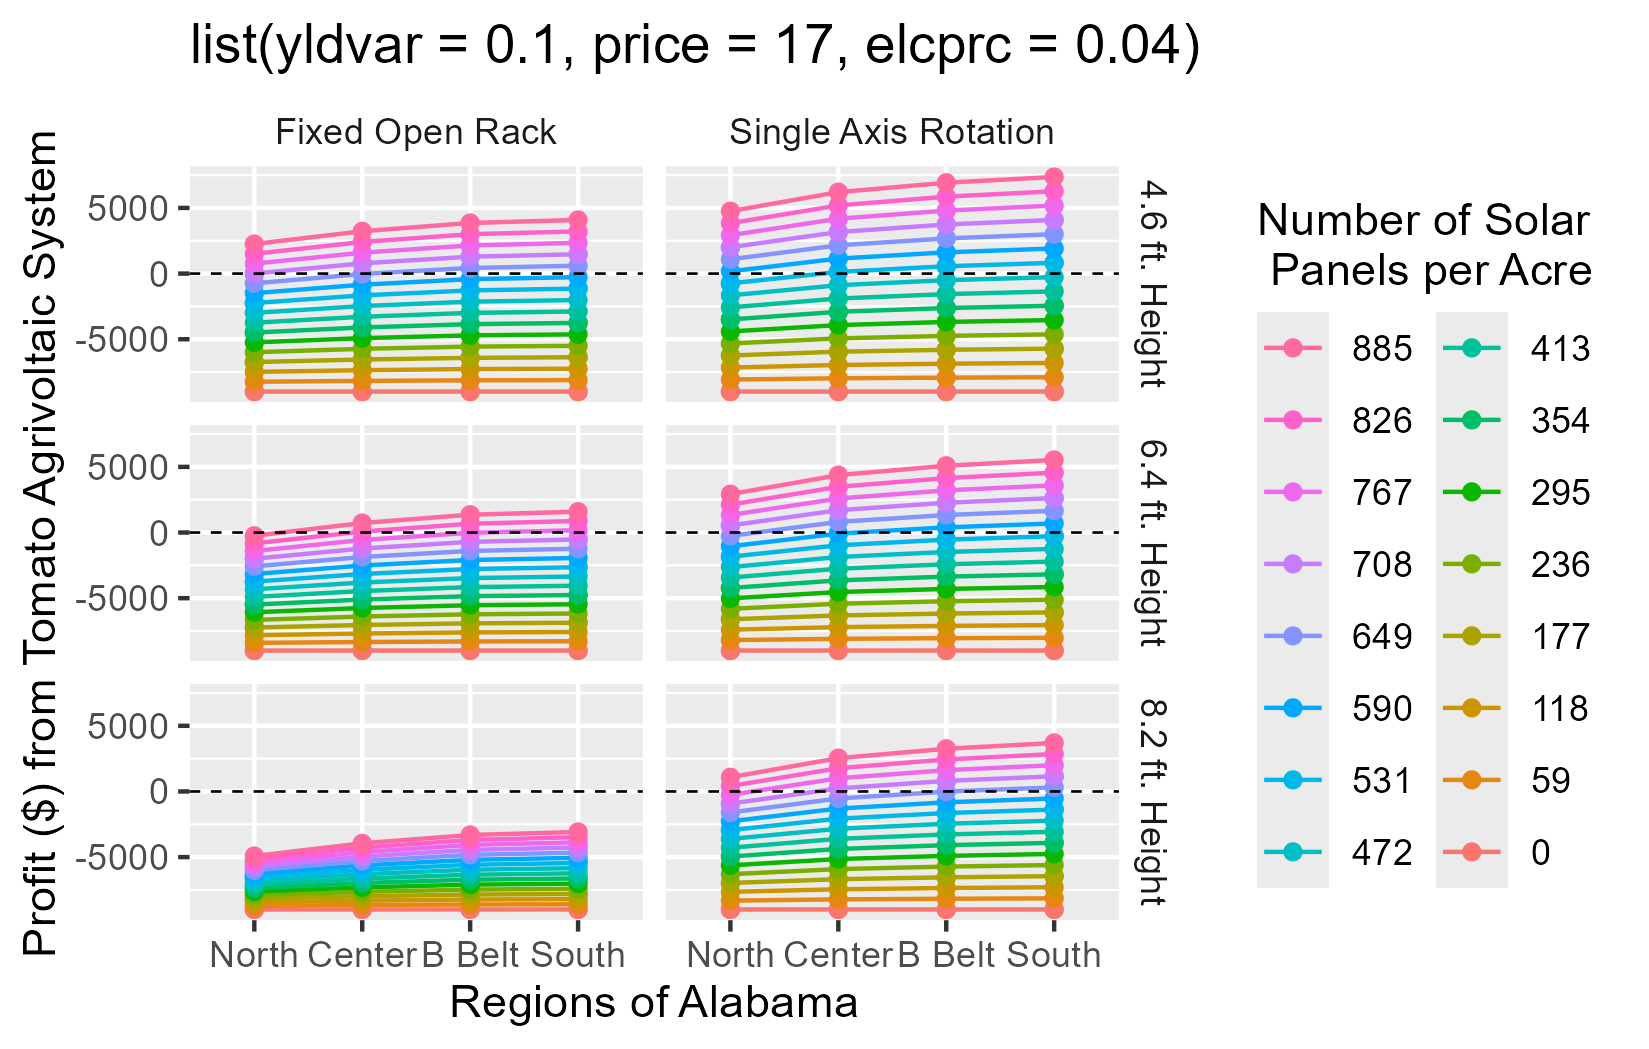 list(yldvar = 0.1, price = 17, elcprc = 0.04)
Fixed Open Rack
Single Axis Rotation
Profit ($) from Tomato Agrivoltaic System
5000
0
-5000
4.6 ft. Height
5000
0
-5000
6.4 ft. Height
5000
0
-5000
8.2 ft. Height
North Center B Belt South
North Center B Belt South
Regions of Alabama
Number of Solar
Panels per Acre
885
826
767
708
649
590
531
472
413
354
295
236
177
118
59
0